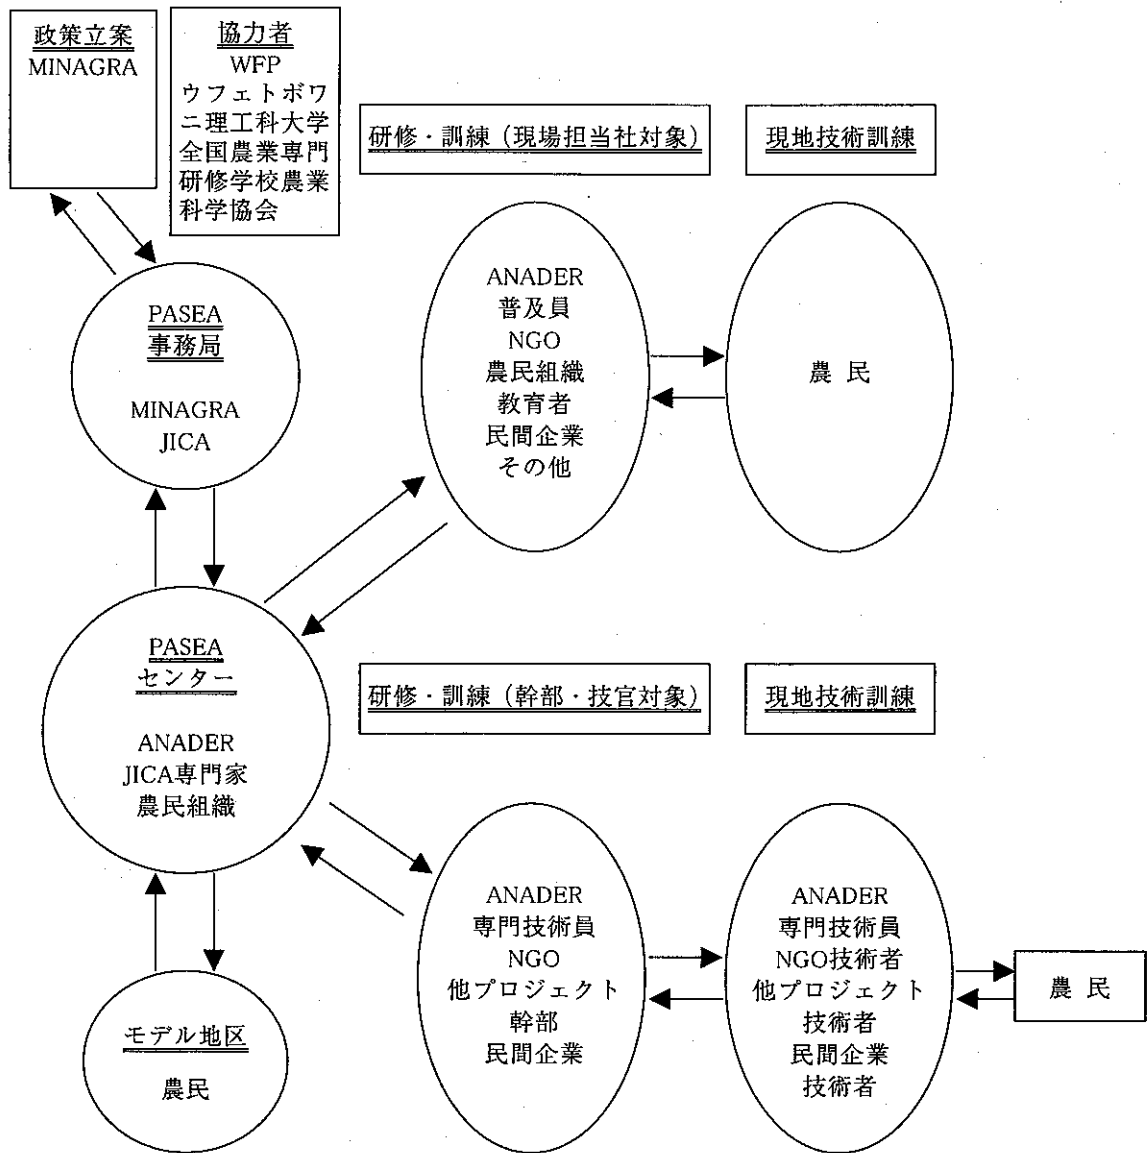 政策立案
MINAGRA
協力者
WFP
ウフェトボワ
ニ理工科大学
全国農業専門
研修学校農業
科学協会
研修・訓練（現場担当社対象）
現地技術訓練
PASEA
事務局
MINAGRA
JICA
ANADER
普及員
NGO
農民組織
教育者
民間企業
その他
農 民
PASEA
センター
ANADER
JICA専門家
農民組織
研修・訓練（幹部・技官対象）
現地技術訓練
ANADER
専門技術員
NGO
他プロジェクト
幹部
民間企業
ANADER
専門技術員
NGO技術者
他プロジェクト
技術者
民間企業
技術者
農 民
モデル地区
農民